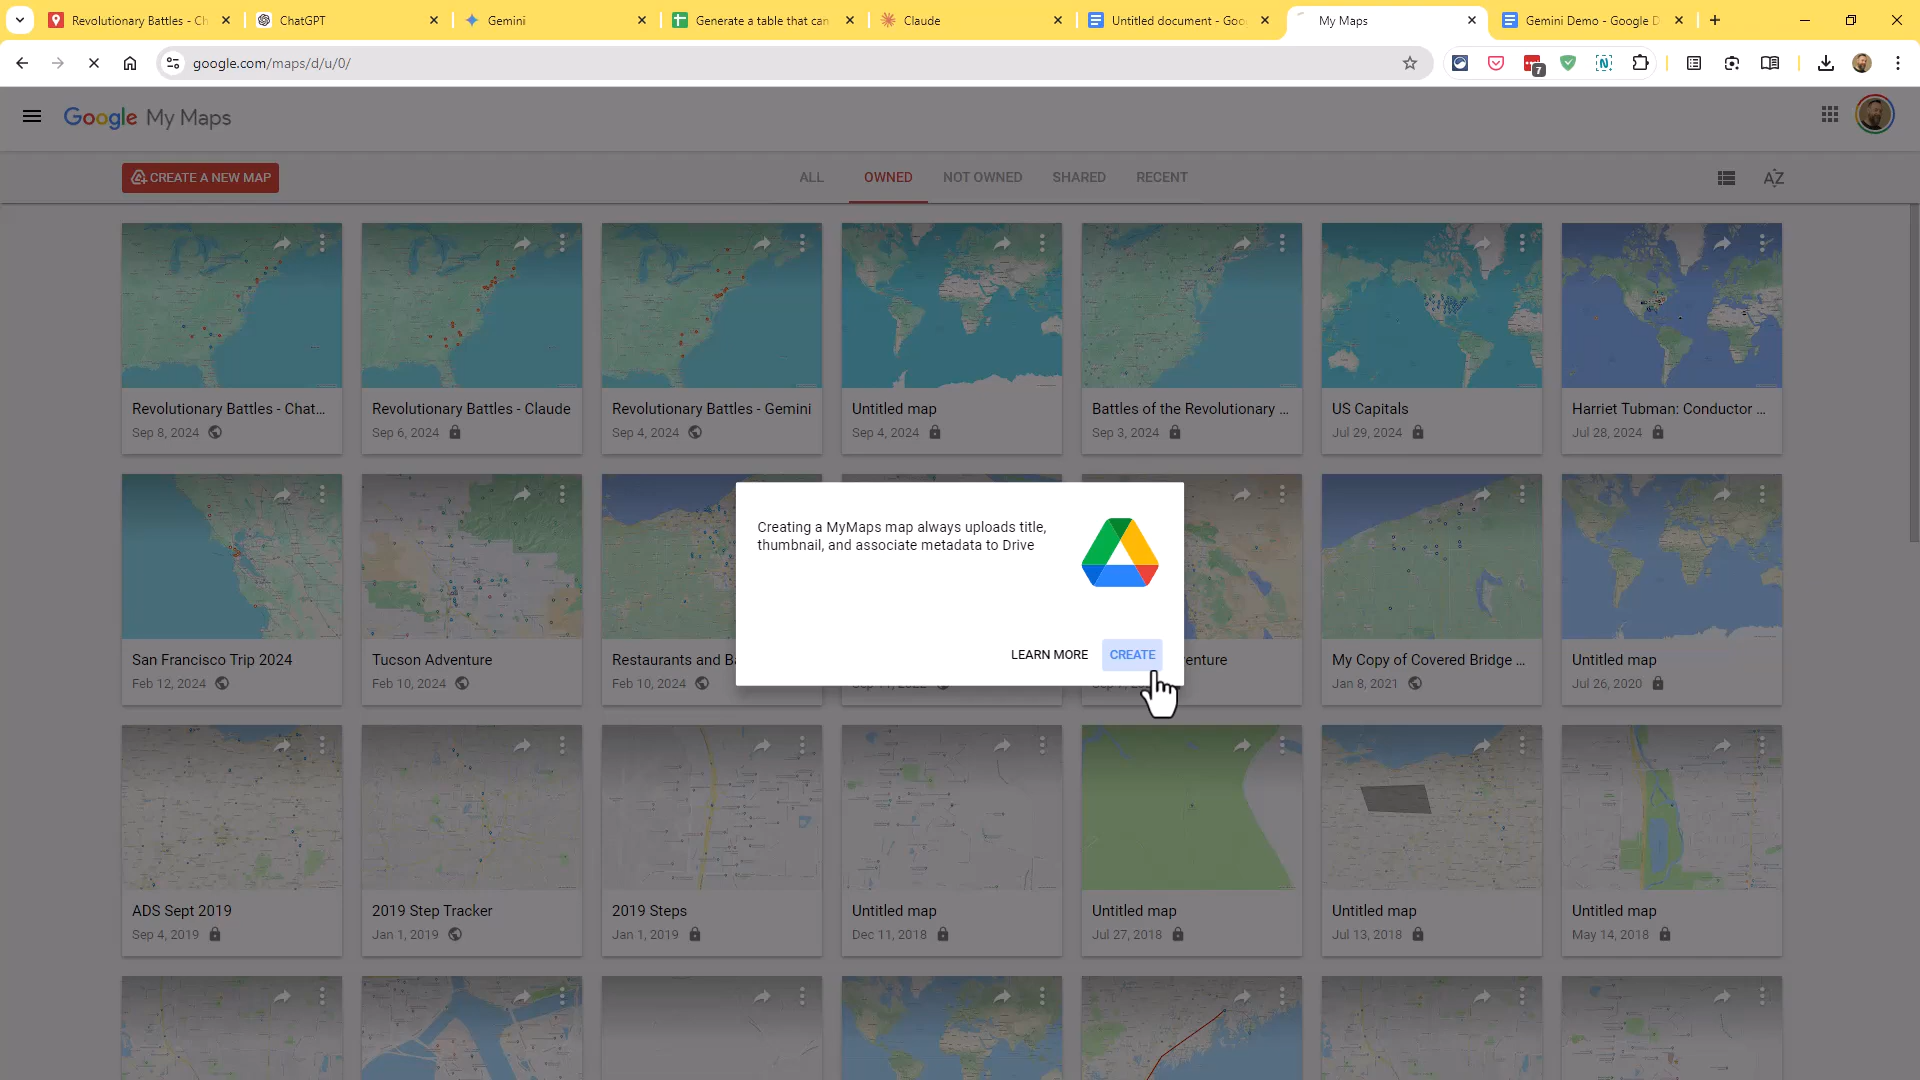 Revolutionary Battles - Ch
ChatGPT
Gemini
Generate a table that can
Claude
Untitled document - Goo
My Maps
Gemini Demo - Google D
google.com/maps/d/u/0/
7
Google My Maps
CREATE A NEW MAP
ALL
OWNED
NOT OWNED
SHARED
RECENT
AZ
Revolutionary Battles - Chat...
Sep 8, 2024
Revolutionary Battles - Claude
Sep 6, 2024
Revolutionary Battles - Gemini
Sep 4, 2024
Untitled map
Sep 4, 2024
Battles of the Revolutionary ...
Sep 3, 2024
US Capitals
Jul 29, 2024
Harriet Tubman: Conductor ...
Jul 28, 2024
Creating a MyMaps map always uploads title,
thumbnail, and associate metadata to Drive
LEARN MORE
CREATE
San Francisco Trip 2024
Feb 12, 2024
Tucson Adventure
Feb 10, 2024
Restaurants and Ba
Feb 10, 2024
enture
My Copy of Covered Bridge ...
Jan 8, 2021
Untitled map
Jul 26, 2020
ADS Sept 2019
Sep 4, 2019
2019 Step Tracker
Jan 1, 2019
2019 Steps
Jan 1, 2019
Untitled map
Dec 11, 2018
Untitled map
Jul 27, 2018
Untitled map
Jul 13, 2018
Untitled map
May 14, 2018